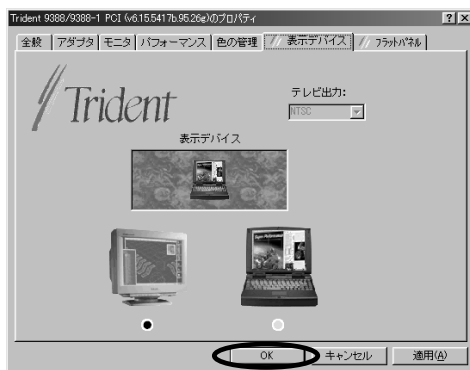 Trident 9388/9388-1 PCI (v6.15.5417b.95.26g)のプロパティ
全般 アダプタ モニタ パフォーマンス 色の管理 表示デバイス フラットパネル
Trident
テレビ出力:
NTSC
表示デバイス
OK キャンセル 適用(A)